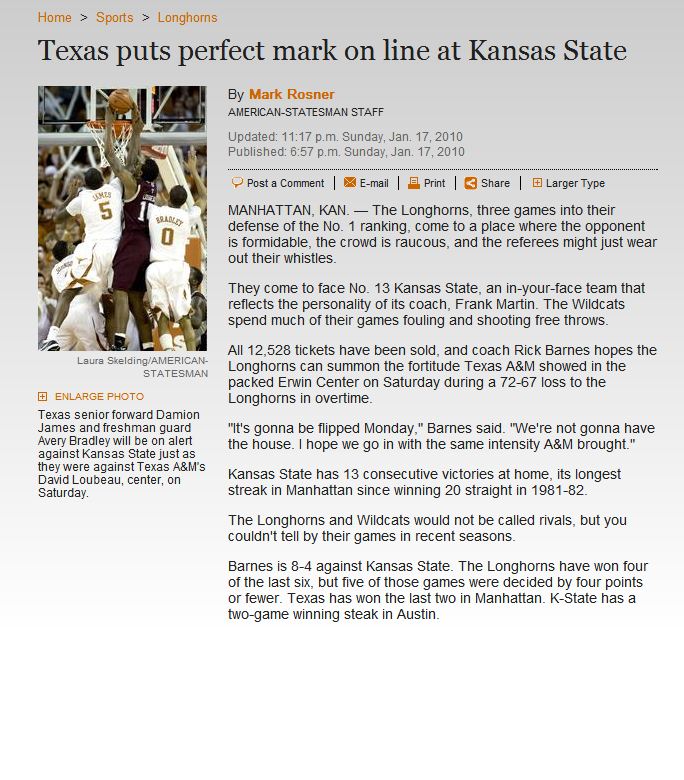 Home > Sports > Longhorns
Texas puts perfect mark on line at Kansas State
JAMES
5
1
BRADLEY
0
Laura Skelding/AMERICAN-
STATESMAN
ENLARGE PHOTO
Texas senior forward Damion
James and freshman guard
Avery Bradley will be on alert
against Kansas State just as
they were against Texas A&M's
David Loubeau, center, on
Saturday.
By Mark Rosner
AMERICAN-STATESMAN STAFF
Updated: 11:17 p.m. Sunday, Jan. 17, 2010
Published: 6:57 p.m. Sunday, Jan. 17, 2010
Post a Comment | E-mail | Print | Share | Larger Type
MANHATTAN, KAN. — The Longhorns, three games into their
defense of the No. 1 ranking, come to a place where the opponent
is formidable, the crowd is raucous, and the referees might just wear
out their whistles.
They come to face No. 13 Kansas State, an in-your-face team that
reflects the personality of its coach, Frank Martin. The Wildcats
spend much of their games fouling and shooting free throws.
All 12,528 tickets have been sold, and coach Rick Barnes hopes the
Longhorns can summon the fortitude Texas A&M showed in the
packed Erwin Center on Saturday during a 72-67 loss to the
Longhorns in overtime.
"It's gonna be flipped Monday," Barnes said. "We're not gonna have
the house. I hope we go in with the same intensity A&M brought."
Kansas State has 13 consecutive victories at home, its longest
streak in Manhattan since winning 20 straight in 1981-82.
The Longhorns and Wildcats would not be called rivals, but you
couldn't tell by their games in recent seasons.
Barnes is 8-4 against Kansas State. The Longhorns have won four
of the last six, but five of those games were decided by four points
or fewer. Texas has won the last two in Manhattan. K-State has a
two-game winning steak in Austin.